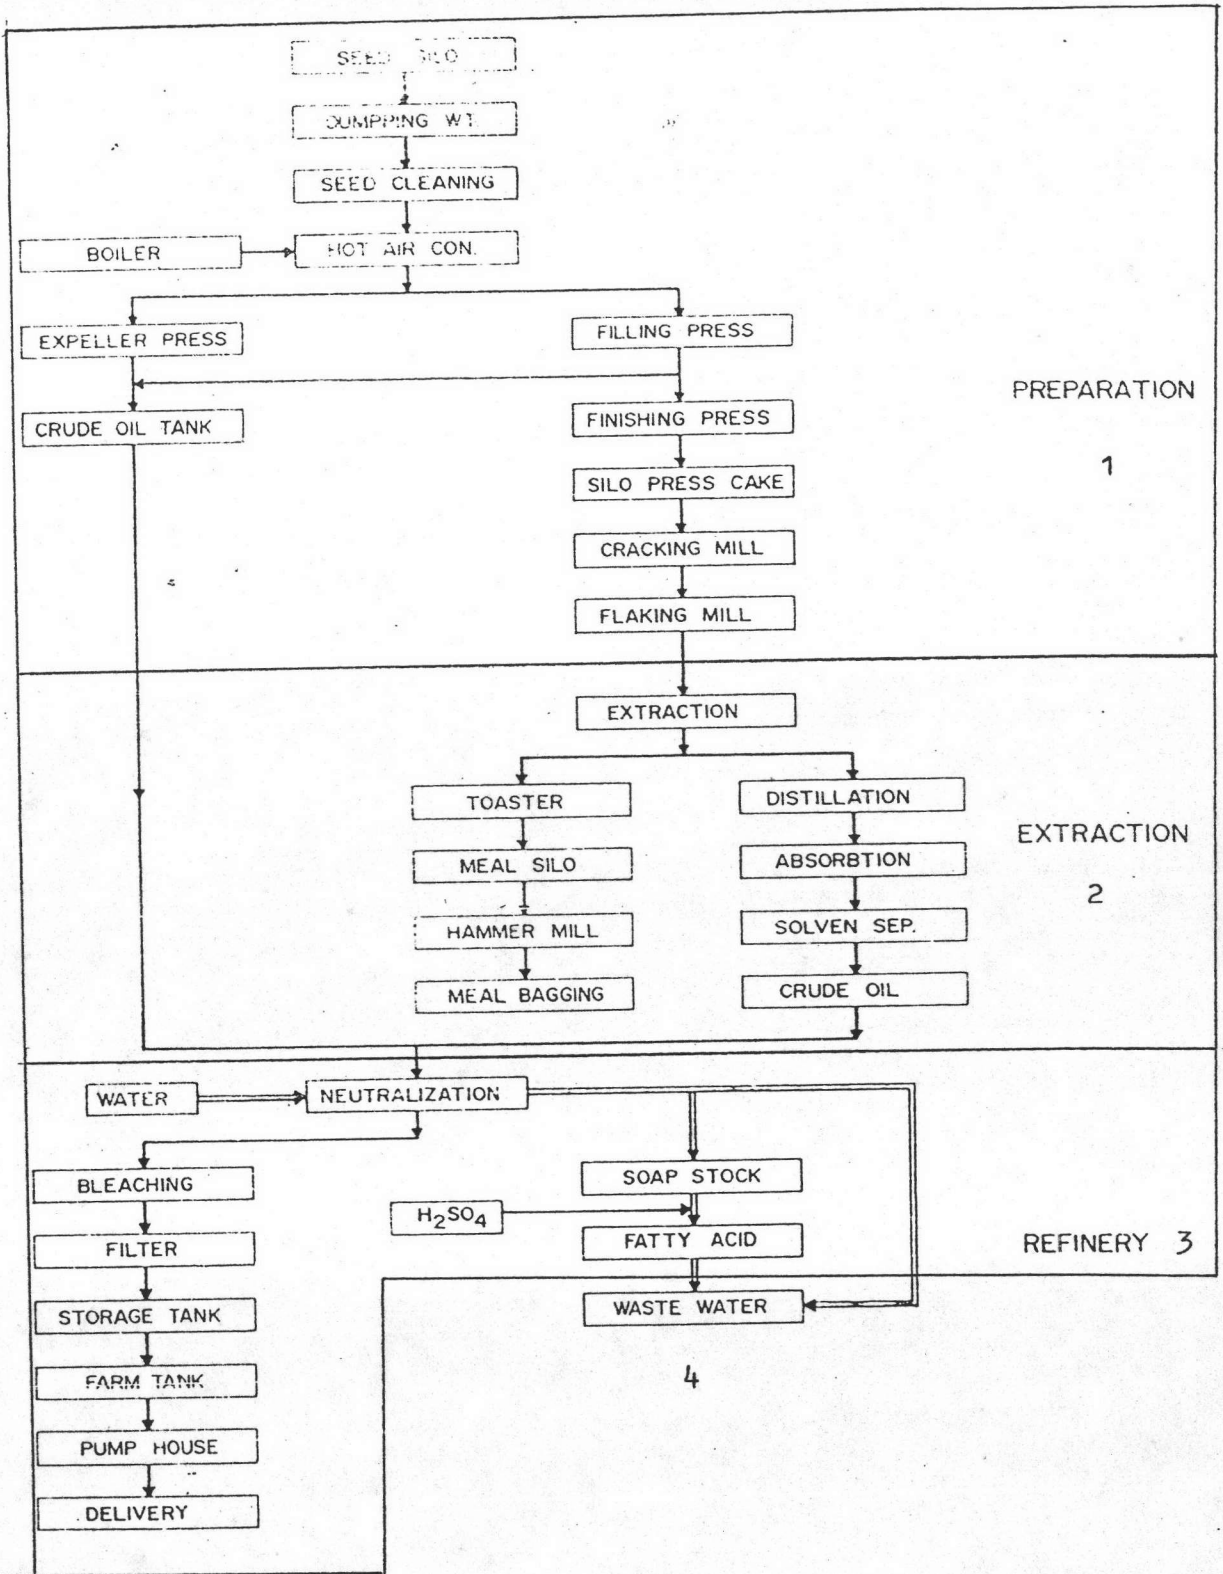 SEED SILO
DUMPPING WT.
SEED CLEANING
BOILER
HOT AIR CON.
EXPELLER PRESS
FILLING PRESS
PREPARATION
1
CRUDE OIL TANK
FINISHING PRESS
SILO PRESS CAKE
CRACKING MILL
FLAKING MILL
EXTRACTION
TOASTER
DISTILLATION
EXTRACTION
2
MEAL SILO
ABSORBTION
HAMMER MILL
SOLVEN SEP.
MEAL BAGGING
CRUDE OIL
WATER
NEUTRALIZATION
BLEACHING
SOAP STOCK
H₂SO₄
FILTER
FATTY ACID
REFINERY 3
STORAGE TANK
WASTE WATER
4
FARM TANK
PUMP HOUSE
DELIVERY